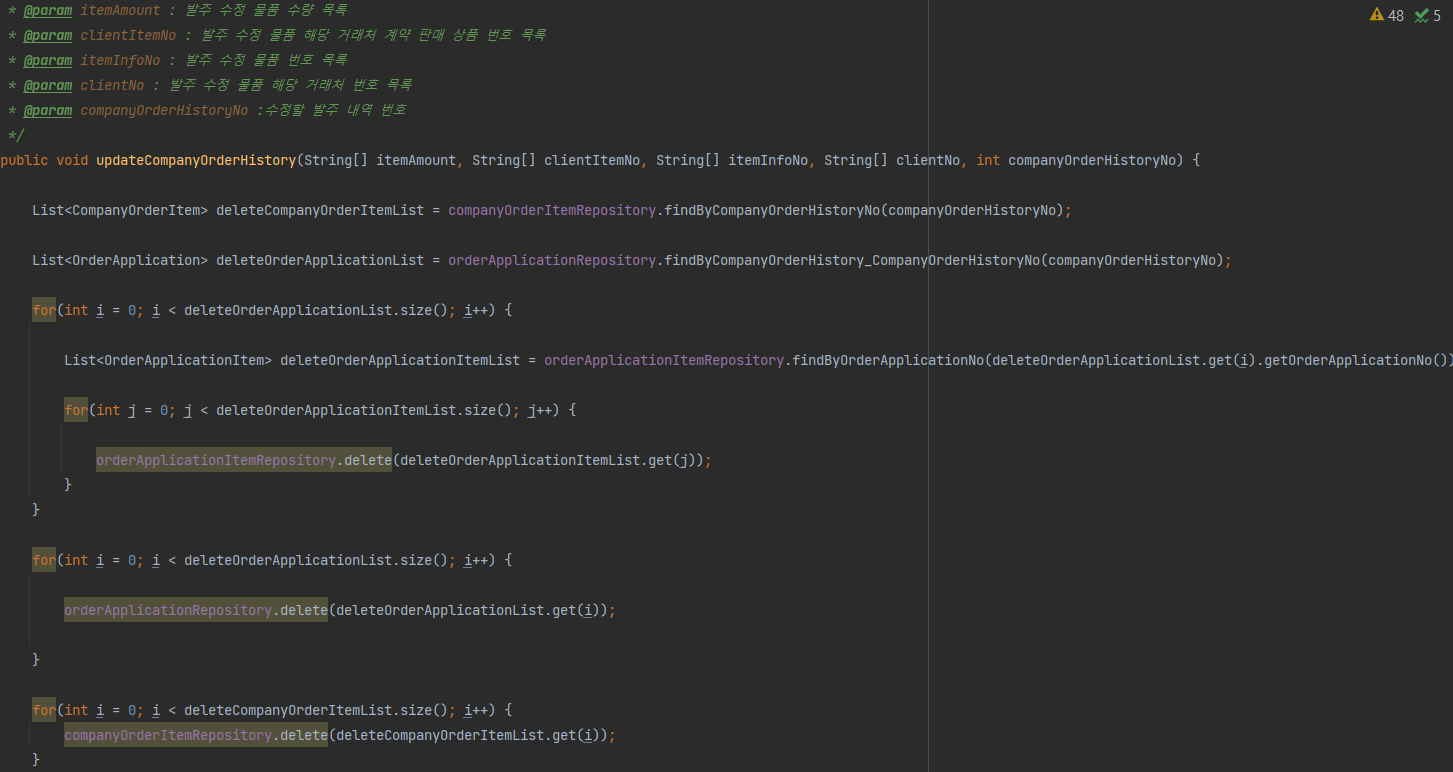 * @param itemAmount : 발주 수정 물품 수량 목록
* @param clientItemNo : 발주 수정 물품 해당 거래처 계약 판매 상품 번호 목록
* @param itemInfoNo : 발주 수정 물품 번호 목록
* @param clientNo : 발주 수정 물품 해당 거래처 번호 목록
* @param companyOrderHistoryNo :수정할 발주 내역 번호
*/
public void updateCompanyOrderHistory(String[] itemAmount, String[] clientItemNo, String[] itemInfoNo, String[] clientNo, int companyOrderHistoryNo) {
List<CompanyOrderItem> deleteCompanyOrderItemList = companyOrderItemRepository.findByCompanyOrderHistoryNo(companyOrderHistoryNo);
List<OrderApplication> deleteOrderApplicationList = orderApplicationRepository.findByCompanyOrderHistory_CompanyOrderHistoryNo(companyOrderHistoryNo);
for(int i = 0; i < deleteOrderApplicationList.size(); i++) {
List<OrderApplicationItem> deleteOrderApplicationItemList = orderApplicationItemRepository.findByOrderApplicationNo(deleteOrderApplicationList.get(i).getOrderApplicationNo())
for(int j = 0; j < deleteOrderApplicationItemList.size(); j++) {
orderApplicationItemRepository.delete(deleteOrderApplicationItemList.get(j));
}
}
for(int i = 0; i < deleteOrderApplicationList.size(); i++) {
orderApplicationRepository.delete(deleteOrderApplicationList.get(i));
}
for(int i = 0; i < deleteCompanyOrderItemList.size(); i++) {
companyOrderItemRepository.delete(deleteCompanyOrderItemList.get(i));
}
48 5